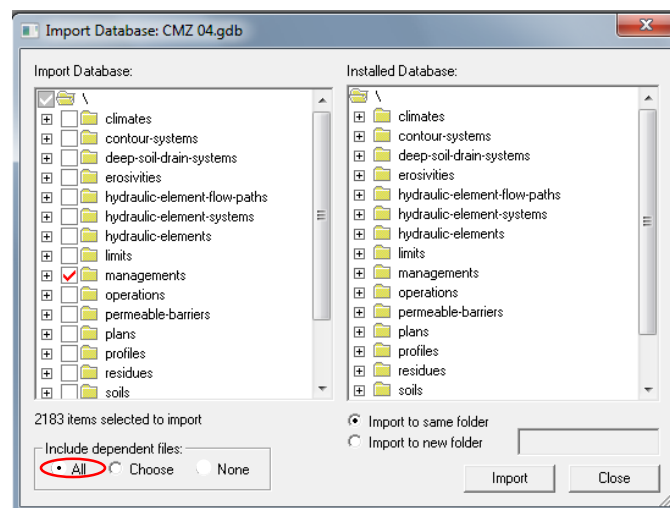 Import Database: CMZ 04.gdb
Import Database:
\
climates
contour-systems
deep-soil-drain-systems
erosivities
hydraulic-element-flow-paths
hydraulic-element-systems
hydraulic-elements
limits
managements
operations
permeable-barriers
plans
profiles
residues
soils
2183 items selected to import
Include dependent files:
All Choose None
Installed Database:
\
climates
contour-systems
deep-soil-drain-systems
erosivities
hydraulic-element-flow-paths
hydraulic-element-systems
hydraulic-elements
limits
managements
operations
permeable-barriers
plans
profiles
residues
soils
Import to same folder
Import to new folder
Import Close